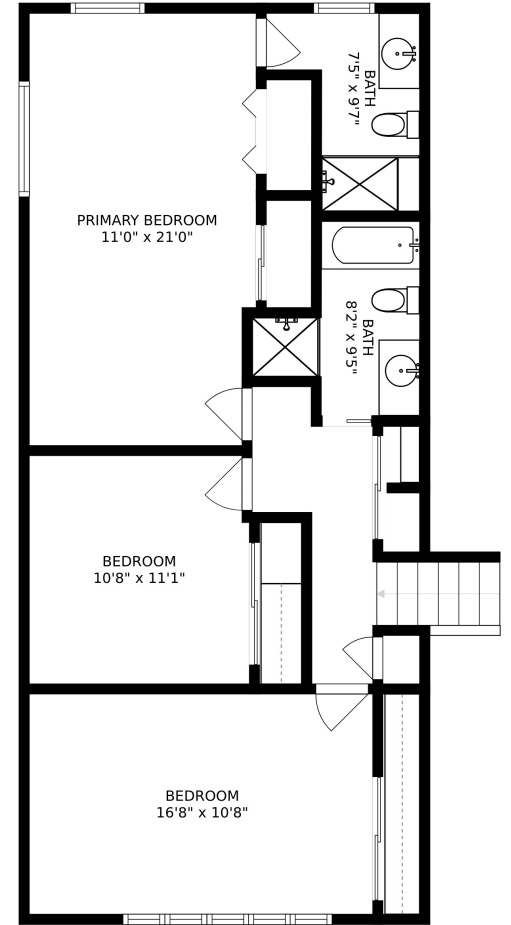 BATH
7'5" x 9'7"
PRIMARY BEDROOM
11'0" x 21'0"
BATH
8'2" x 9'5"
BEDROOM
10'8" x 11'1"
BEDROOM
16'8" x 10'8"